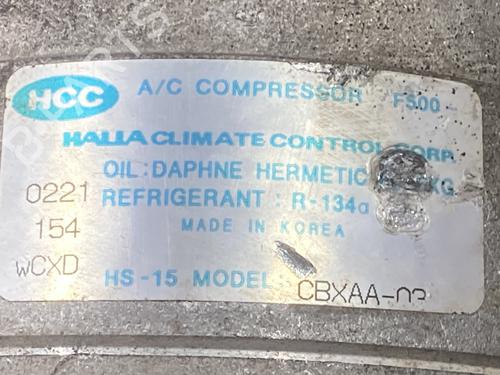 HCC A/C COMPRESSOR F500
HALLA CLIMATE CONTROL CORP.
OIL: DAPHNE HERMETIC
0221 REFRIGERANT : R-134a
154 MADE IN KOREA
wCXD
HS-15 MODEL CBXAA-03